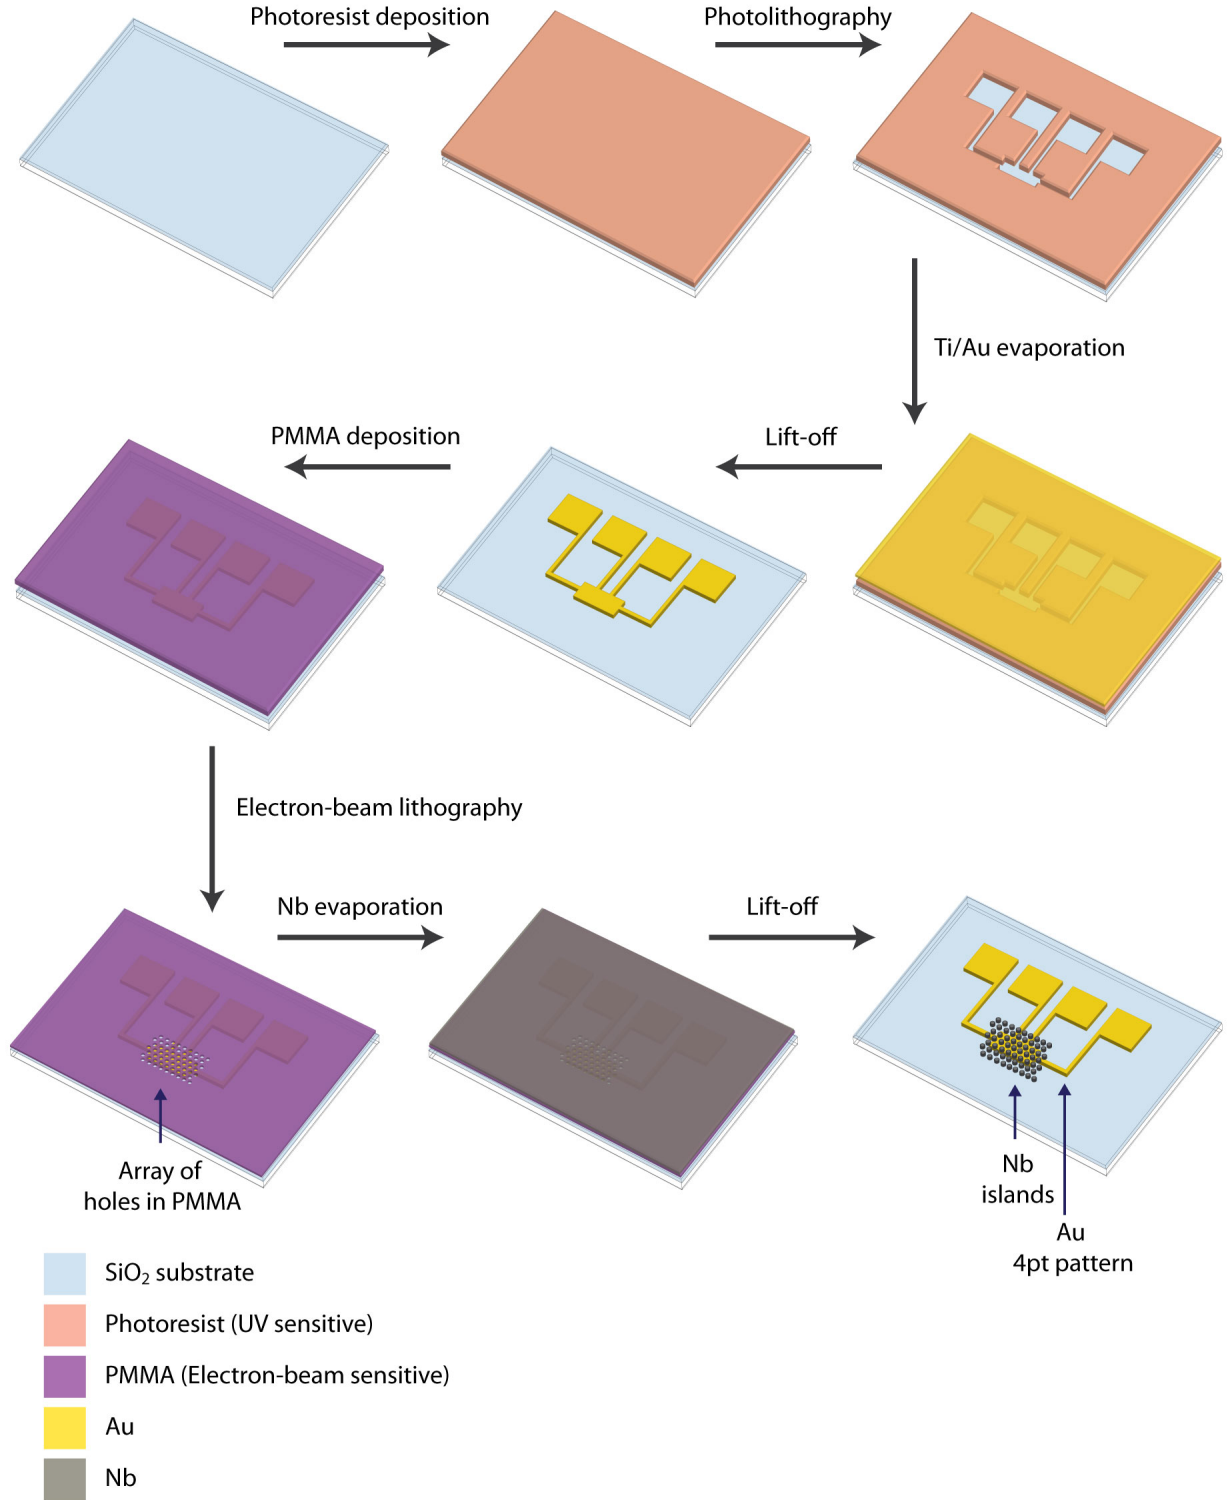 Photoresist deposition
Photolithography
Ti/Au evaporation
Lift-off
PMMA deposition
Electron-beam lithography
Nb evaporation
Lift-off
Array of
holes in PMMA
Nb
islands
Au
4pt pattern
SiO₂ substrate
Photoresist (UV sensitive)
PMMA (Electron-beam sensitive)
Au
Nb